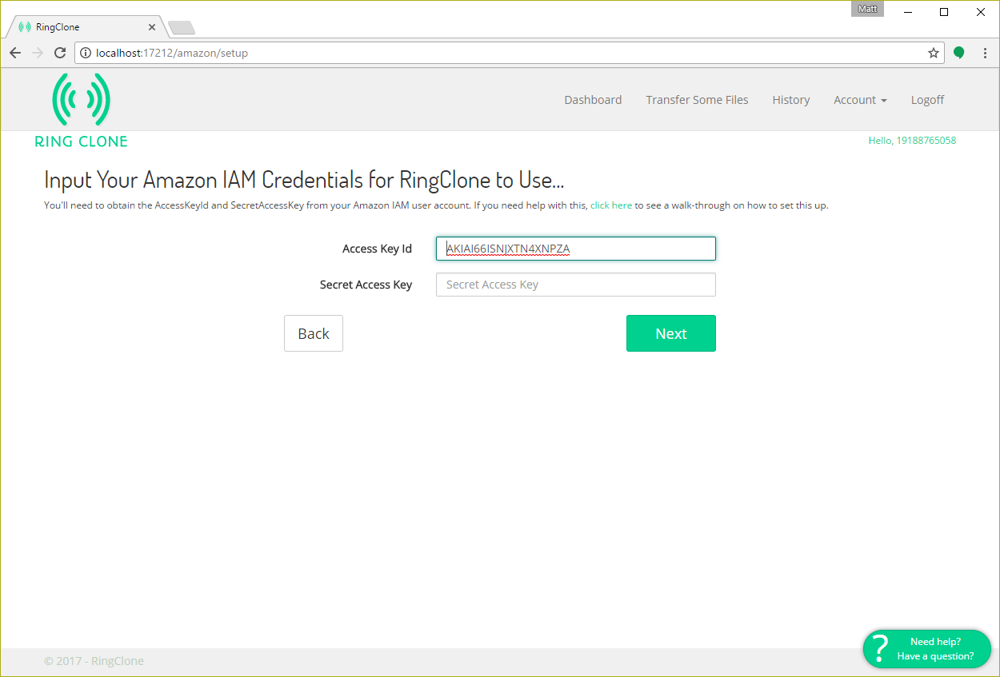 Matt
RingClone
localhost:17212/amazon/setup
Dashboard Transfer Some Files History Account Logoff
RING CLONE
Hello, 19188765058
Input Your Amazon IAM Credentials for RingClone to Use...
You'll need to obtain the AccessKeyId and SecretAccessKey from your Amazon IAM user account. If you need help with this, click here to see a walk-through on how to set this up.
Access Key Id AKIAI66ISNJXTN4XNPZA
Secret Access Key Secret Access Key
Back Next
Need help?
Have a question?
© 2017 - RingClone